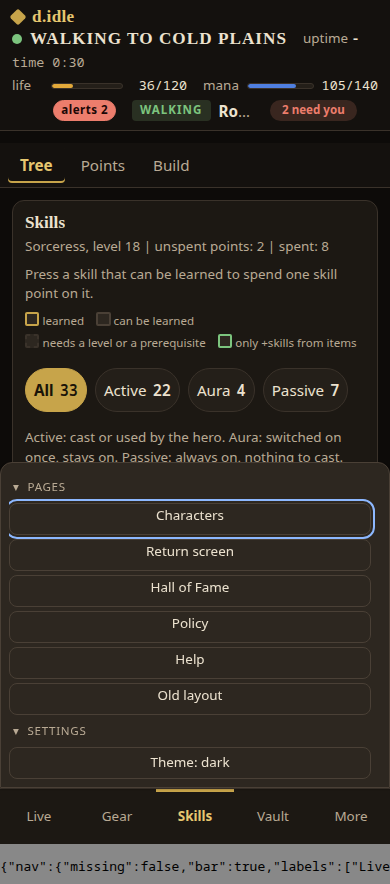 d.idle
WALKING TO COLD PLAINS uptime -
time 0:30
life 36/120 mana 105/140
alerts 2 WALKING Ro... 2 need you
Tree Points Build
Skills
Sorceress, level 18 | unspent points: 2 | spent: 8
Press a skill that can be learned to spend one skill
point on it.
learned can be learned
needs a level or a prerequisite only +skills from items
All 33 Active 22 Aura 4 Passive 7
Active: cast or used by the hero. Aura: switched on
once, stays on. Passive: always on, nothing to cast.
▾ PAGES
Characters
Return screen
Hall of Fame
Policy
Help
Old layout
▾ SETTINGS
Theme: dark
Live Gear Skills Vault More
{"nav":{"missing":false,"bar":true,"labels":["Live